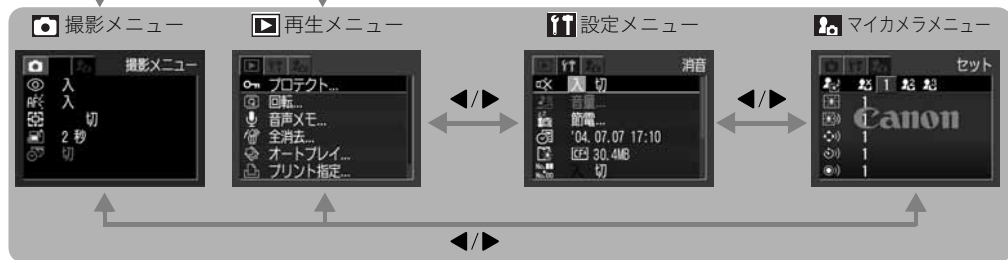 撮影メニュー
再生メニュー
設定メニュー
マイカメラメニュー
撮影メニュー
入
入
切
2 秒
切
プロテクト...
回転...
音声メモ...
全消去...
オートプレイ...
プリント指定...
消音
入 切
音量...
節電...
'04. 07. 07 17:10
CF 30.4MB
入 切
セット
1
1
Canon
1
1
1
1